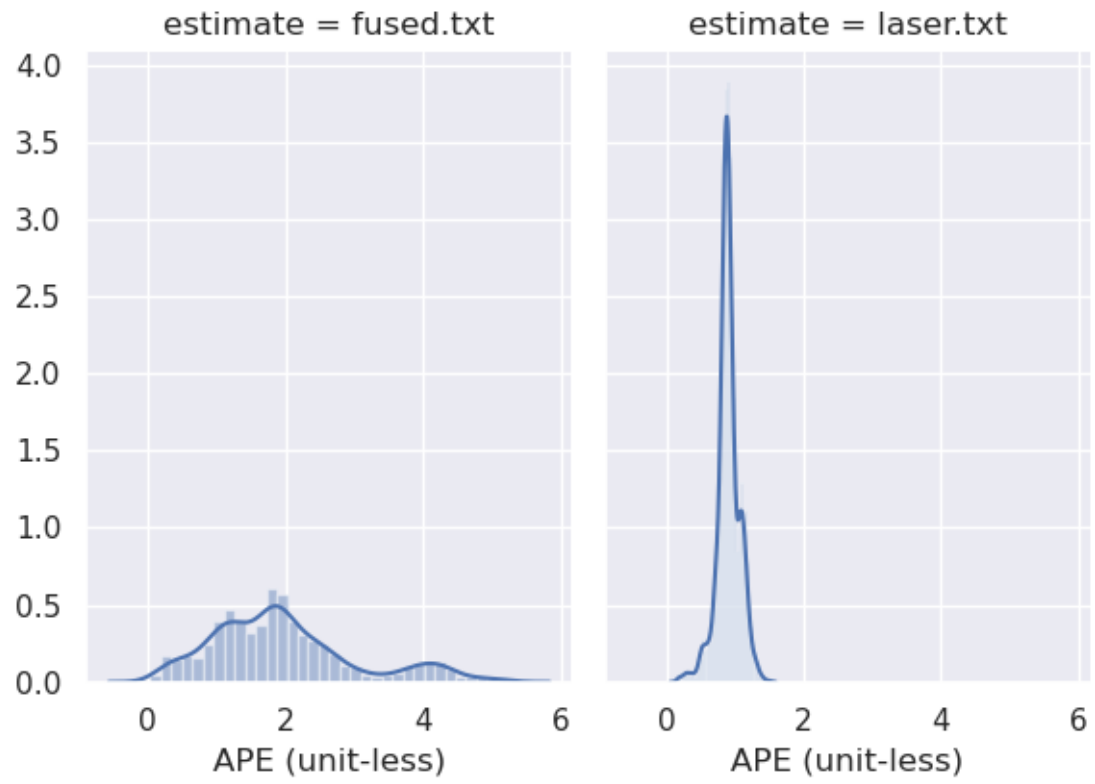 estimate = fused.txt
estimate = laser.txt
4.0
3.5
3.0
2.5
2.0
1.5
1.0
0.5
0.0
0 2 4 6
0 2 4 6
APE (unit-less)
APE (unit-less)